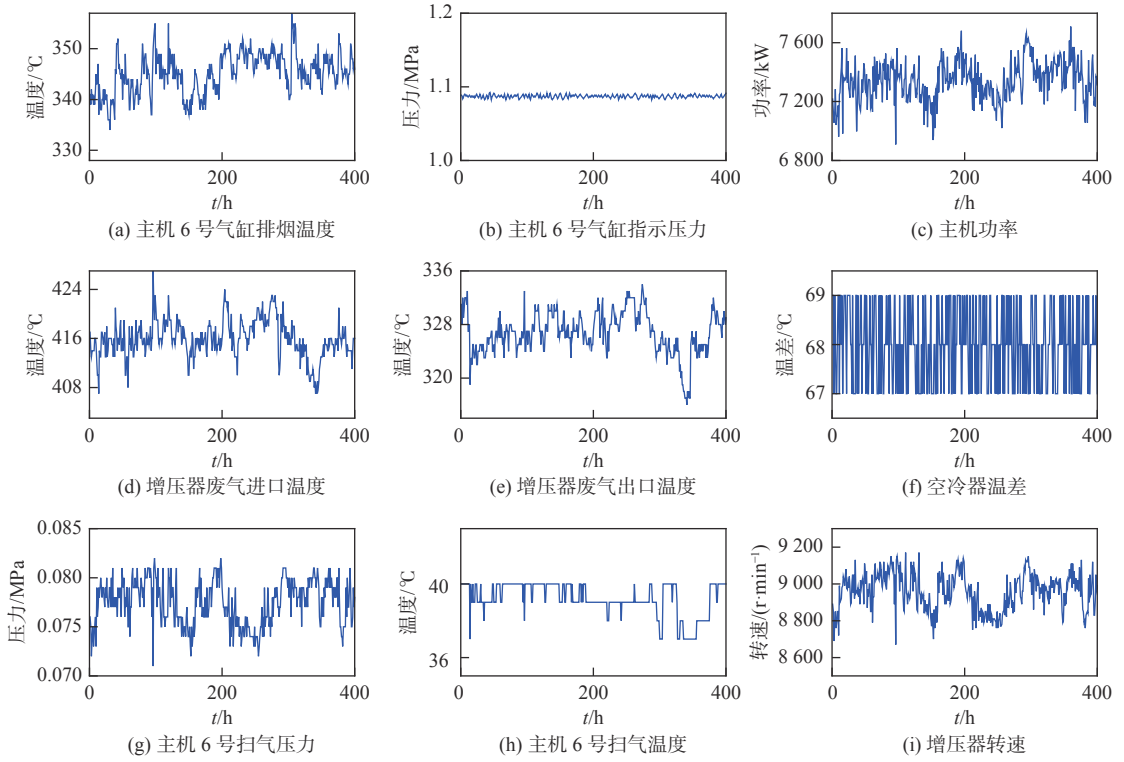 350
340
330
温度/℃
0
200
400
t/h
(a) 主机 6 号气缸排烟温度
1.2
1.1
1.0
压力/MPa
0
200
400
t/h
(b) 主机 6 号气缸指示压力
7 600
7 200
6 800
功率/kW
0
200
400
t/h
(c) 主机功率
424
416
408
温度/℃
0
200
400
t/h
(d) 增压器废气进口温度
336
328
320
温度/℃
0
200
400
t/h
(e) 增压器废气出口温度
69
68
67
温差/℃
0
200
400
t/h
(f) 空冷器温差
0.085
0.080
0.075
0.070
压力/MPa
0
200
400
t/h
(g) 主机 6 号扫气压力
40
36
温度/℃
0
200
400
t/h
(h) 主机 6 号扫气温度
9 200
9 000
8 800
8 600
转速/(r·min⁻¹)
0
200
400
t/h
(i) 增压器转速